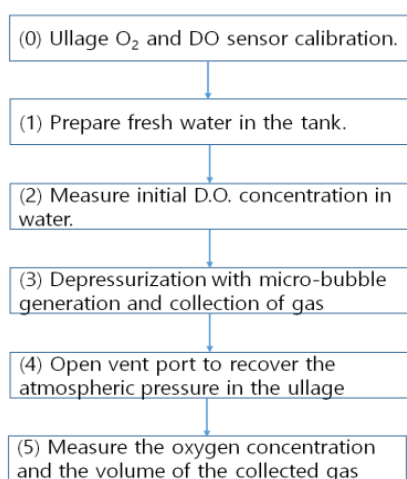 (0) Ullage O₂ and DO sensor calibration.
(1) Prepare fresh water in the tank.
(2) Measure initial D.O. concentration in
water.
(3) Depressurization with micro-bubble
generation and collection of gas
(4) Open vent port to recover the
atmospheric pressure in the ullage
(5) Measure the oxygen concentration
and the volume of the collected gas